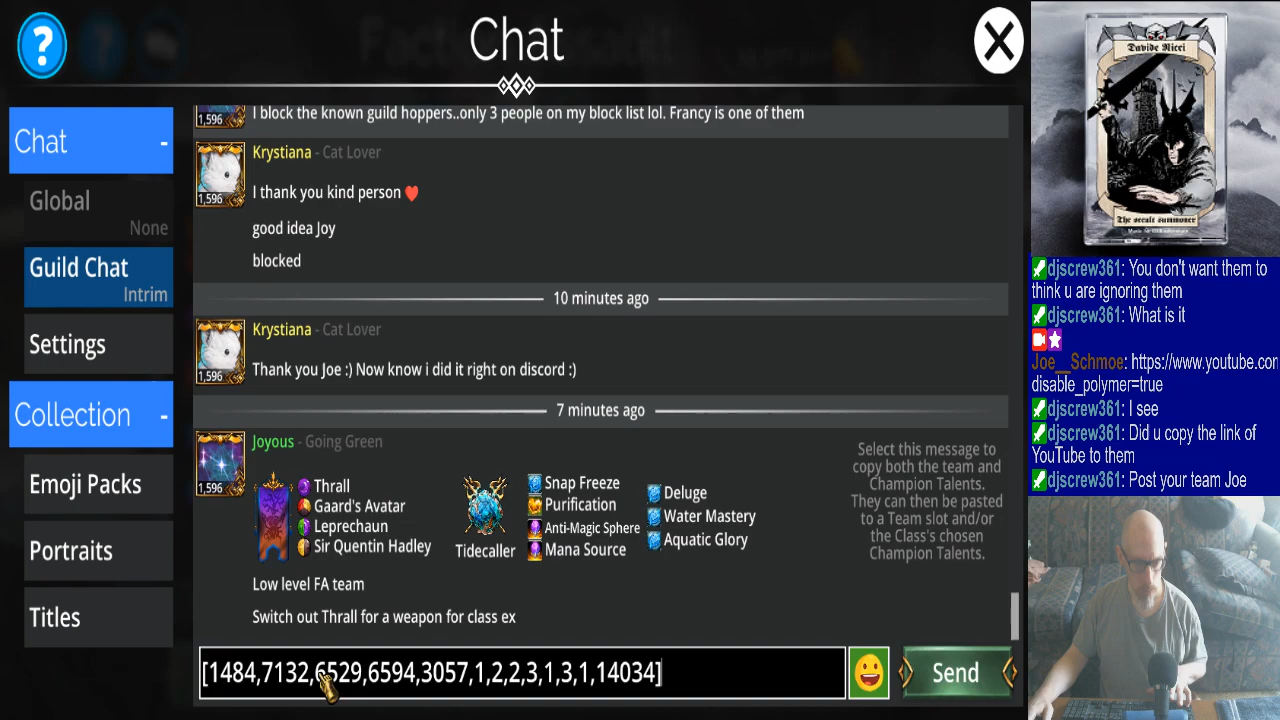 ?
Chat
X
Chat -
Global
None
Guild Chat
Intrim
Settings
Collection -
Emoji Packs
Portraits
Titles
1,596
I block the known guild hoppers..only 3 people on my block list lol. Francy is one of them
Krystiana - Cat Lover
1,596
I thank you kind person
good idea Joy
blocked
10 minutes ago
Krystiana - Cat Lover
1,596
Thank you Joe :) Now know i did it right on discord :)
7 minutes ago
Joyous - Going Green
1,596
Thrall
Gaard's Avatar
Leprechaun
Sir Quentin Hadley
Tidecaller
Snap Freeze
Purification
Anti-Magic Sphere
Mana Source
Deluge
Water Mastery
Aquatic Glory
Select this message to
copy both the team and
Champion Talents.
They can then be pasted
to a Team slot and/or
the Class's chosen
Champion Talents.
Low level FA team
Switch out Thrall for a weapon for class ex
[1484,7132,6529,6594,3057,1,2,2,3,1,3,1,14034]
Send
Davide Ricci
The occult summoner
djscrew361: You don't want them to
think u are ignoring them
djscrew361: What is it
Joe__Schmoe: https://www.youtube.con
disable_polymer=true
djscrew361: I see
djscrew361: Did u copy the link of
YouTube to them
djscrew361: Post your team Joe